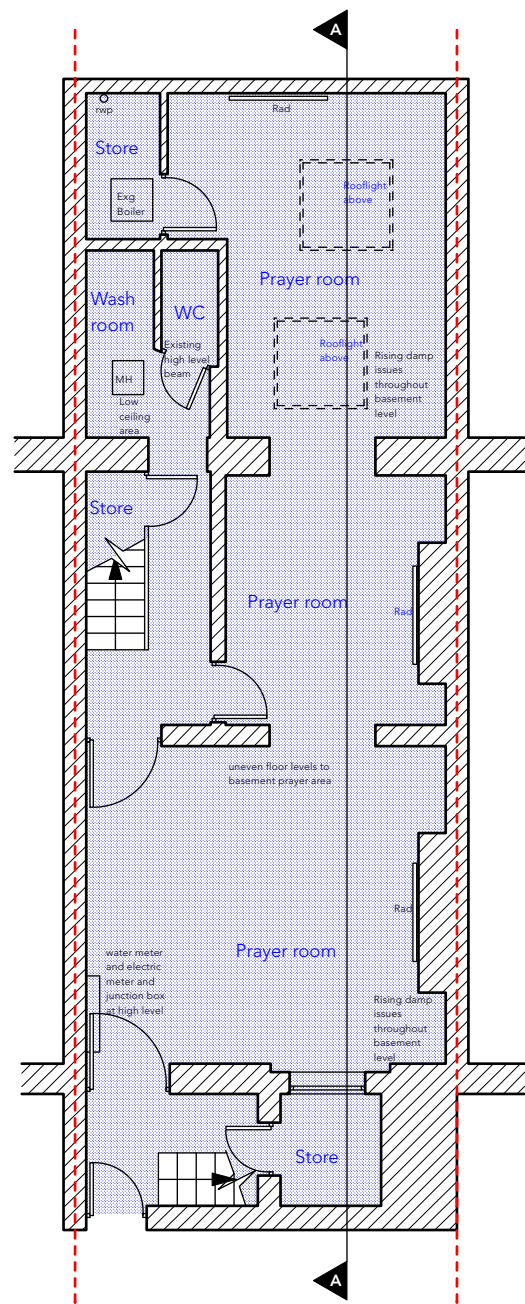 A
rwp
Rad
Store
Exg
Boiler
Rooflight
above
Prayer room
Wash
room
WC
Existing
high level
beam
Rooflight
above
Rising damp
issues
throughout
basement
level
MH
Low
ceiling
area
Store
Prayer room
Rad
uneven floor levels to
basement prayer area
Rad
Prayer room
water meter
and electric
meter and
junction box
at high level
Rising damp
issues
throughout
basement
level
Store
A